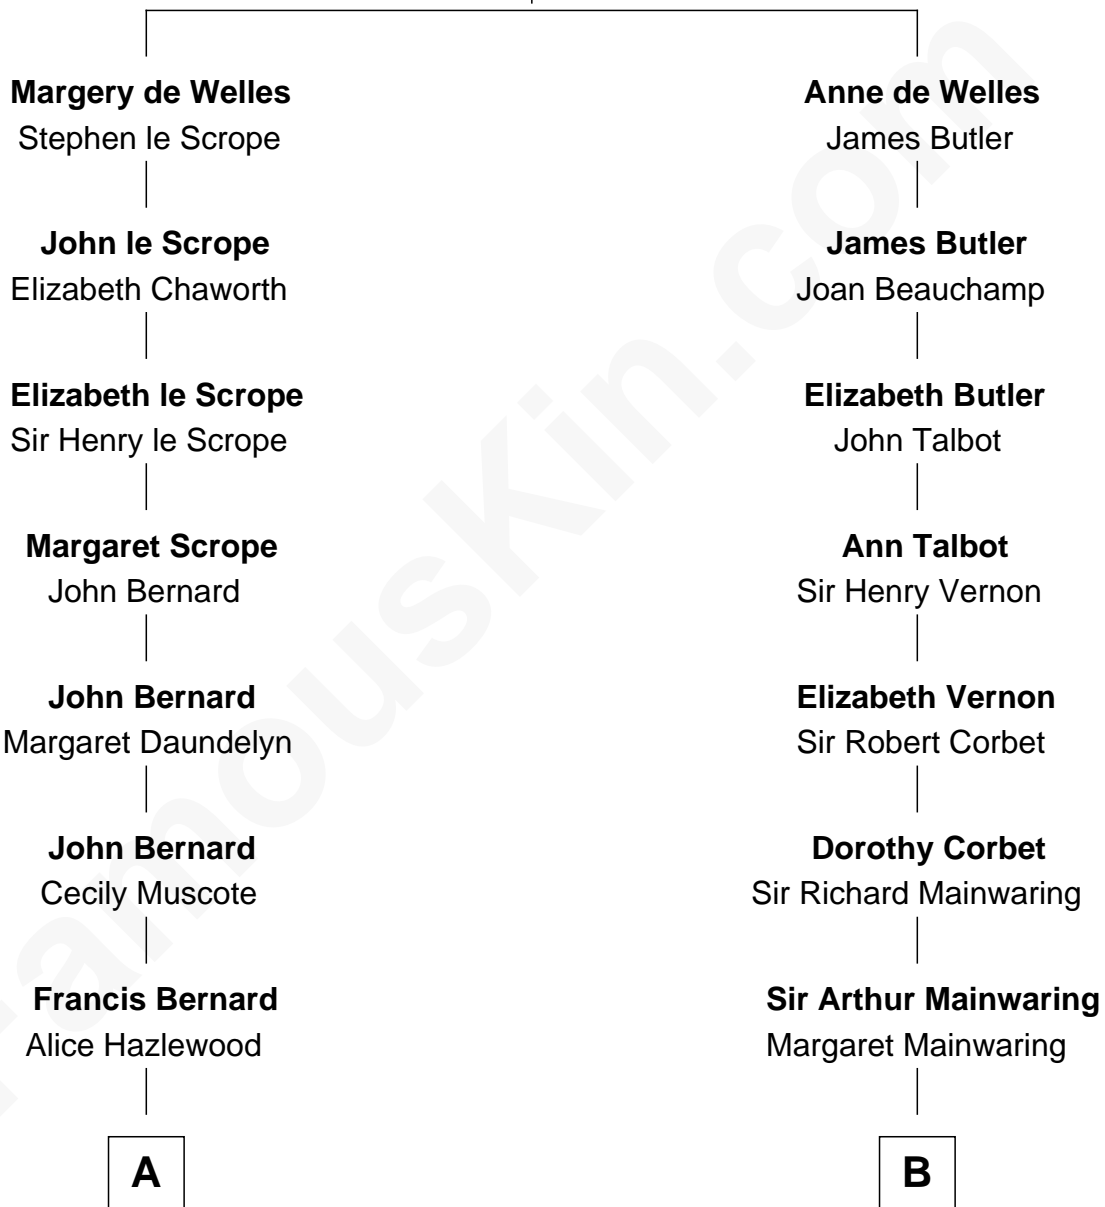 Margery de Welles
Stephen le Scrope
John le Scrope
Elizabeth Chaworth
Elizabeth le Scrope
Sir Henry le Scrope
Margaret Scrope
John Bernard
John Bernard
Margaret Daundelyn
John Bernard
Cecily Muscote
Francis Bernard
Alice Hazlewood
A
Anne de Welles
James Butler
James Butler
Joan Beauchamp
Elizabeth Butler
John Talbot
Ann Talbot
Sir Henry Vernon
Elizabeth Vernon
Sir Robert Corbet
Dorothy Corbet
Sir Richard Mainwaring
Sir Arthur Mainwaring
Margaret Mainwaring
B
FamousKin.com